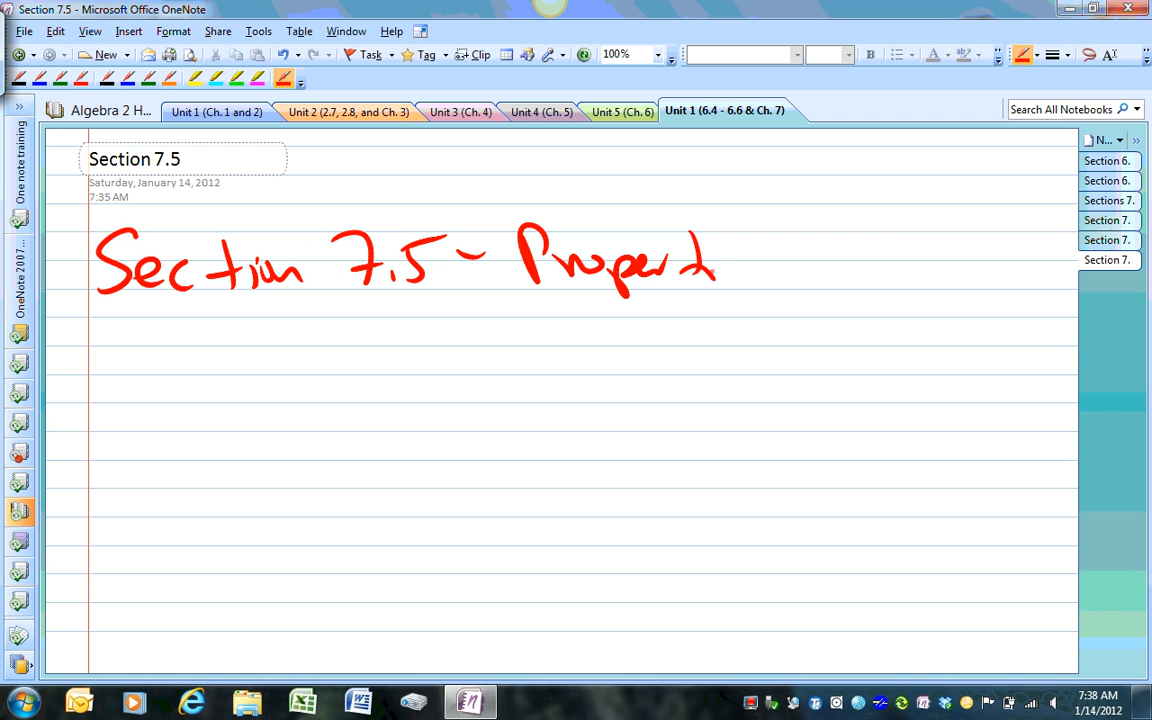 Section 7.5 - Microsoft Office OneNote
File Edit View Insert Format Share Tools Table Window Help
New Task Tag Clip 100% B
Algebra 2 H... Unit 1 (Ch. 1 and 2) Unit 2 (2.7, 2.8, and Ch. 3) Unit 3 (Ch. 4) Unit 4 (Ch. 5) Unit 5 (Ch. 6) Unit 1 (6.4 - 6.6 & Ch. 7) Search All Notebooks
One note training
OneNote 2007...
N...
Section 6.
Section 6.
Sections 7.
Section 7.
Section 7.
Section 7.
Section 7.5
Saturday, January 14, 2012
7:35 AM
Section 7.5 - Propert
7:38 AM
1/14/2012